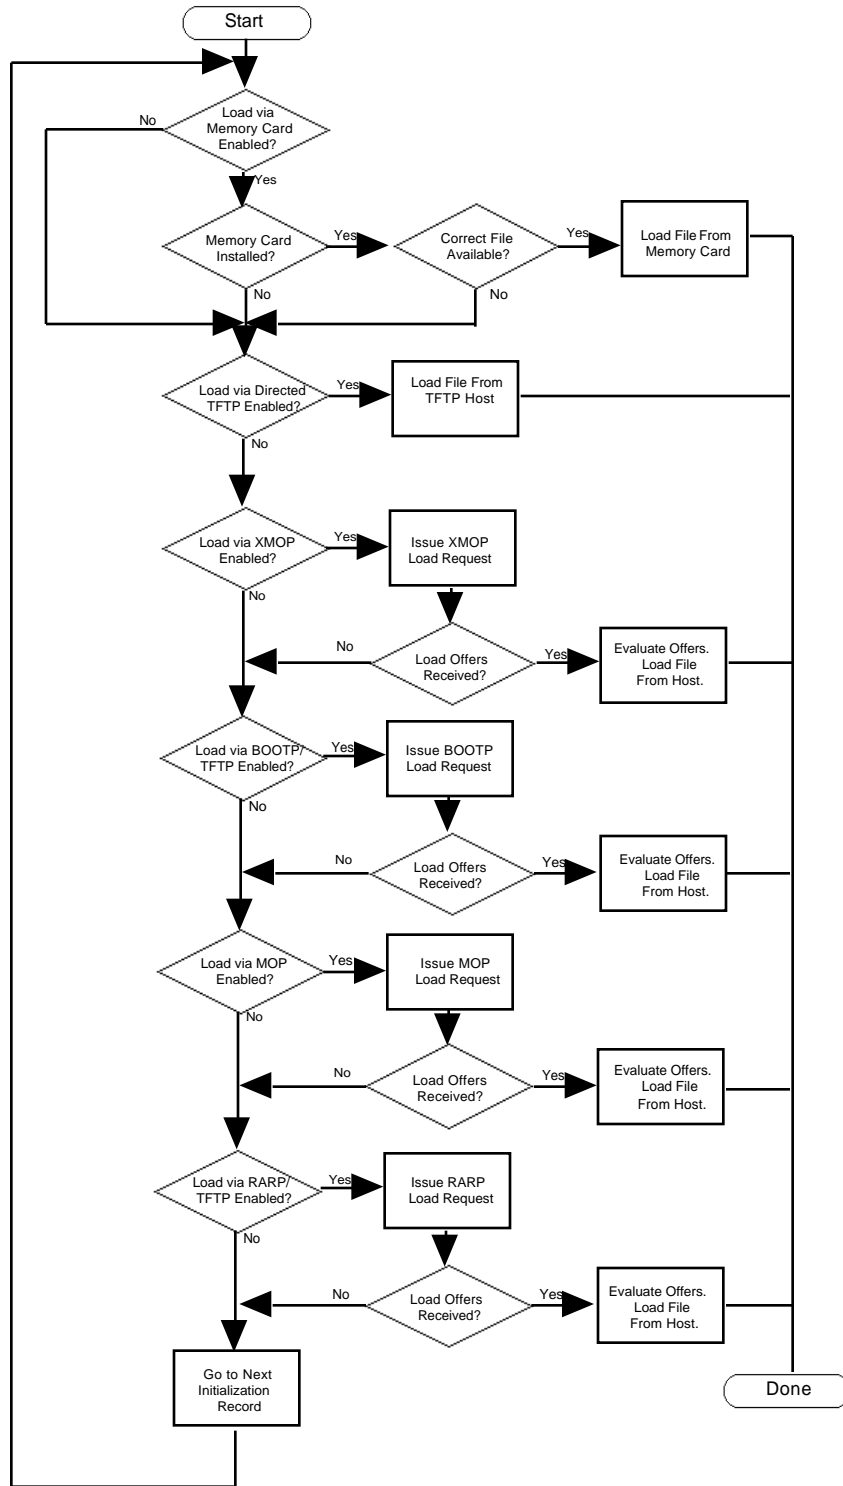 Start
Load via
Memory Card
Enabled?
No
Yes
Memory Card
Installed?
Yes
Correct File
Available?
Yes
Load File From
Memory Card
No
No
Load via Directed
TFTP Enabled?
Yes
Load File From
TFTP Host
No
Load via XMOP
Enabled?
Yes
Issue XMOP
Load Request
No
No
Load Offers
Received?
Yes
Evaluate Offers.
Load File
From Host.
Load via BOOTP/
TFTP Enabled?
Yes
Issue BOOTP
Load Request
No
No
Load Offers
Received?
Yes
Evaluate Offers.
Load File
From Host.
Load via MOP
Enabled?
Yes
Issue MOP
Load Request
No
No
Load Offers
Received?
Yes
Evaluate Offers.
Load File
From Host.
Load via RARP/
TFTP Enabled?
Yes
Issue RARP
Load Request
No
No
Load Offers
Received?
Yes
Evaluate Offers.
Load File
From Host.
Go to Next
Initialization
Record
Done